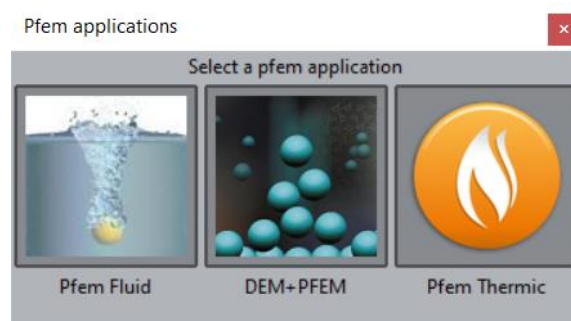 Pfem applications
Select a pfem application
Pfem Fluid
DEM+PFEM
Pfem Thermic